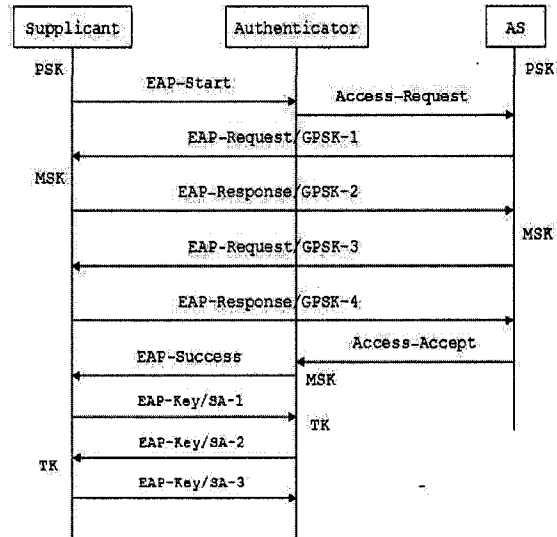 Supplicant Authenticator AS
PSK PSK
EAP-Start
Access-Request
EAP-Request/GPSK-1
MSK
EAP-Response/GPSK-2
MSK
EAP-Request/GPSK-3
EAP-Response/GPSK-4
Access-Accept
EAP-Success
MSK
EAP-Key/SA-1
TK
EAP-Key/SA-2
TK
EAP-Key/SA-3